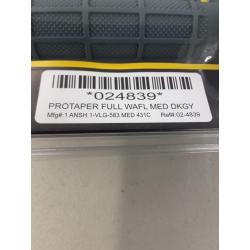 *024839*
PROTAPER FULL WAFL MED DKGY
Mfg#:1 ANSH 1-VLG-583 MED 431C Ref#:02-4839